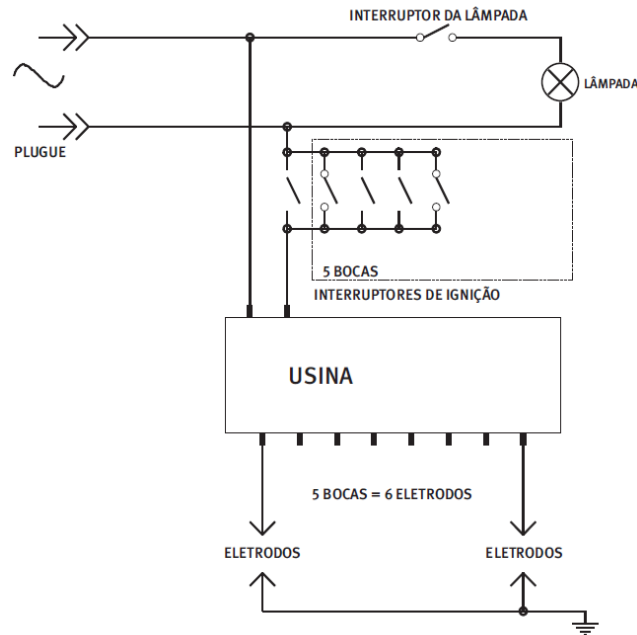 INTERRUPTOR DA LÂMPADA
LÂMPADA
PLUGUE
5 BOCAS
INTERRUPTORES DE IGNIÇÃO
USINA
5 BOCAS = 6 ELETRODOS
ELETRODOS
ELETRODOS